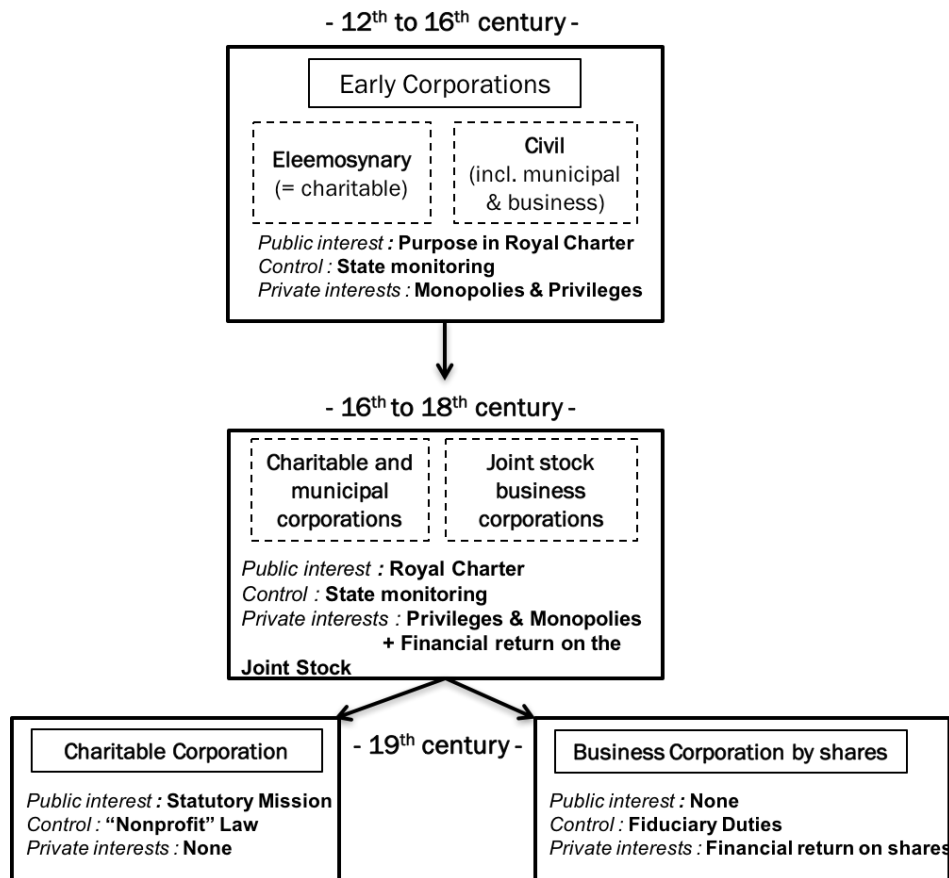 - 12th to 16th century -
Early Corporations
Eleemosynary
(= charitable)
Civil
(incl. municipal
& business)
Public interest : Purpose in Royal Charter
Control : State monitoring
Private interests : Monopolies & Privileges
- 16th to 18th century -
Charitable and
municipal
corporations
Joint stock
business
corporations
Public interest : Royal Charter
Control : State monitoring
Private interests : Privileges & Monopolies
+ Financial return on the
Joint Stock
- 19th century -
Charitable Corporation
Public interest : Statutory Mission
Control : “Nonprofit” Law
Private interests : None
Business Corporation by shares
Public interest : None
Control : Fiduciary Duties
Private interests : Financial return on shares